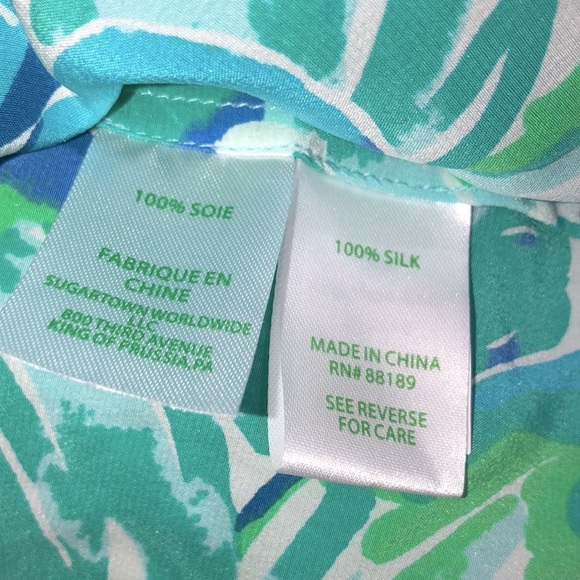 100% SOIE
FABRIQUE EN
CHINE
SUGARTOWN WORLDWIDE
LLC
800 THIRD AVENUE
KING OF PRUSSIA, PA
100% SILK
MADE IN CHINA
RN# 88189
SEE REVERSE
FOR CARE